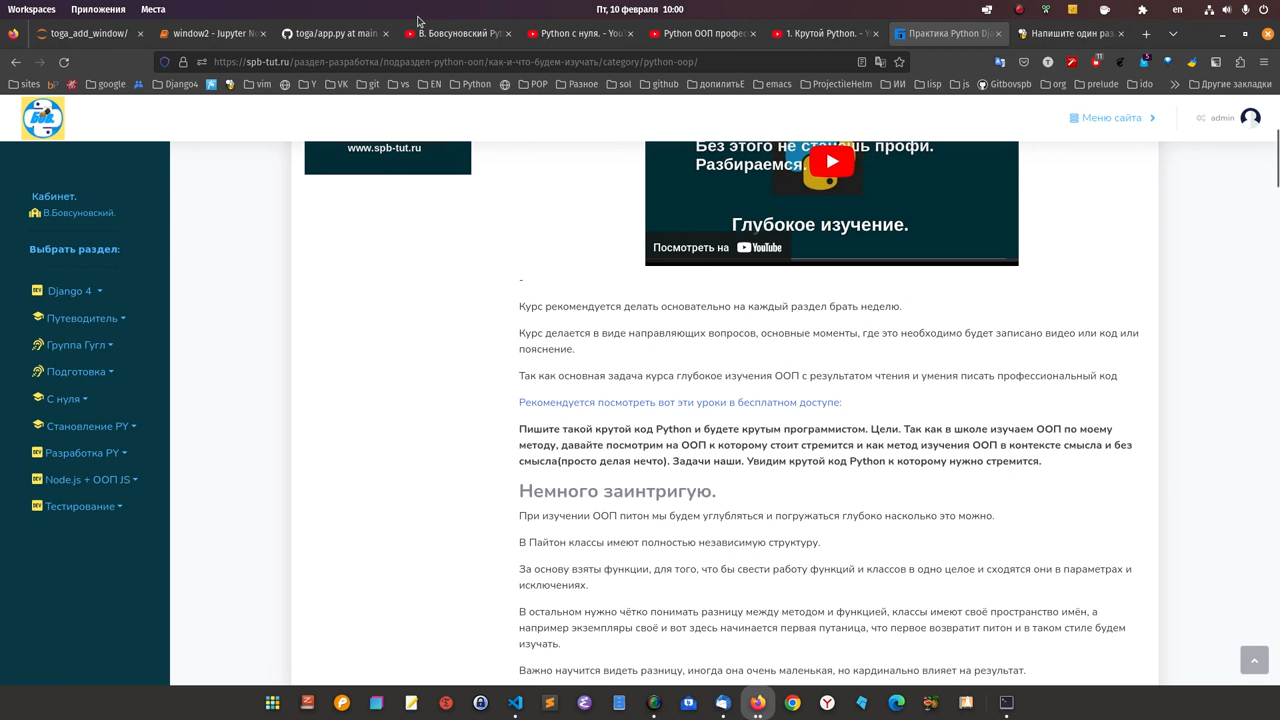 Workspaces Приложения Места Пт, 10 февраля 10:00 en
toga_add_window/ window2 - Jupyter No toga/app.py at main В. Бовсуновский Pyt Python с нуля. - YouT Python ООП профес 1. Крутой Python. - Yo Практика Python Dja Напишите один раз.
https://spb-tut.ru/раздел-разработка/подраздел-python-ооп/как-и-что-будем-изучать/category/python-oop/
sites b google Django4 vim Y VK git vs EN Python POP Разное sol github допилитьЕ emacs ProjectileHelm ИИ lisp js Gitbovspb org prelude ido Другие закладки
БОВ.
Меню сайта
admin
www.spb-tut.ru
Без этого не станешь профи.
Разбираемся.
Глубокое изучение.
Посмотреть на YouTube
Кабинет.
В.Бовсуновский.
Выбрать раздел:
Django 4
Путеводитель
Группа Гугл
Подготовка
С нуля
Становление PY
Разработка PY
Node.js + ООП JS
Тестирование
-
Курс рекомендуется делать основательно на каждый раздел брать неделю.
Курс делается в виде направляющих вопросов, основные моменты, где это необходимо будет записано видео или код или
пояснение.
Так как основная задача курса глубокое изучения ООП с результатом чтения и умения писать профессиональный код
Рекомендуется посмотреть вот эти уроки в бесплатном доступе:
Пишите такой крутой код Python и будете крутым программистом. Цели. Так как в школе изучаем ООП по моему
методу, давайте посмотрим на ООП к которому стоит стремится и как метод изучения ООП в контексте смысла и без
смысла(просто делая нечто). Задачи наши. Увидим крутой код Python к которому нужно стремится.
Немного заинтригую.
При изучении ООП питон мы будем углубляться и погружаться глубоко насколько это можно.
В Пайтон классы имеют полностью независимую структуру.
За основу взяты функции, для того, что бы свести работу функций и классов в одно целое и сходятся они в параметрах и
исключениях.
В остальном нужно чётко понимать разницу между методом и функцией, классы имеют своё пространство имён, а
например экземпляры своё и вот здесь начинается первая путаница, что первое возвратит питон и в таком стиле будем
изучать.
Важно научится видеть разницу, иногда она очень маленькая, но кардинально влияет на результат.